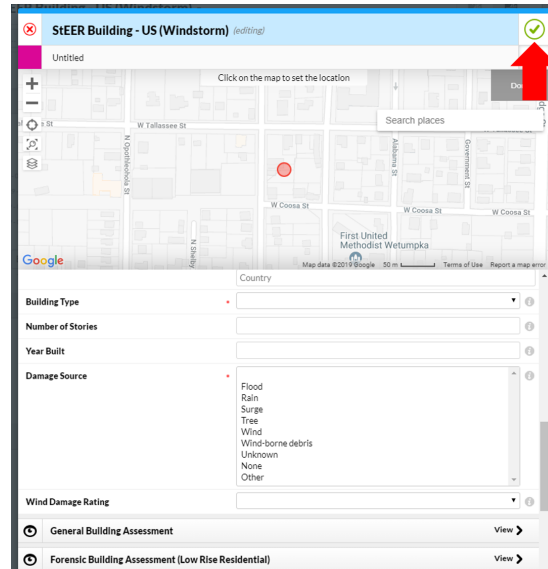 StEER Building - US (Windstorm) (editing)
Untitled
Click on the map to set the location
Do
Search places
St
W Tallassee St
N Opothleohola St
Alabama St
Government St
W Coosa St
W Coosa St
W Coosa St
N Shelby
First United
Methodist Wetumpka
Google
Map data ©2019 Google
50 m
Terms of Use
Report a map error
Country
Building Type *
Number of Stories
Year Built
Damage Source *
Flood
Rain
Surge
Tree
Wind
Wind-borne debris
Unknown
None
Other
Wind Damage Rating
General Building Assessment
View
Forensic Building Assessment (Low Rise Residential)
View